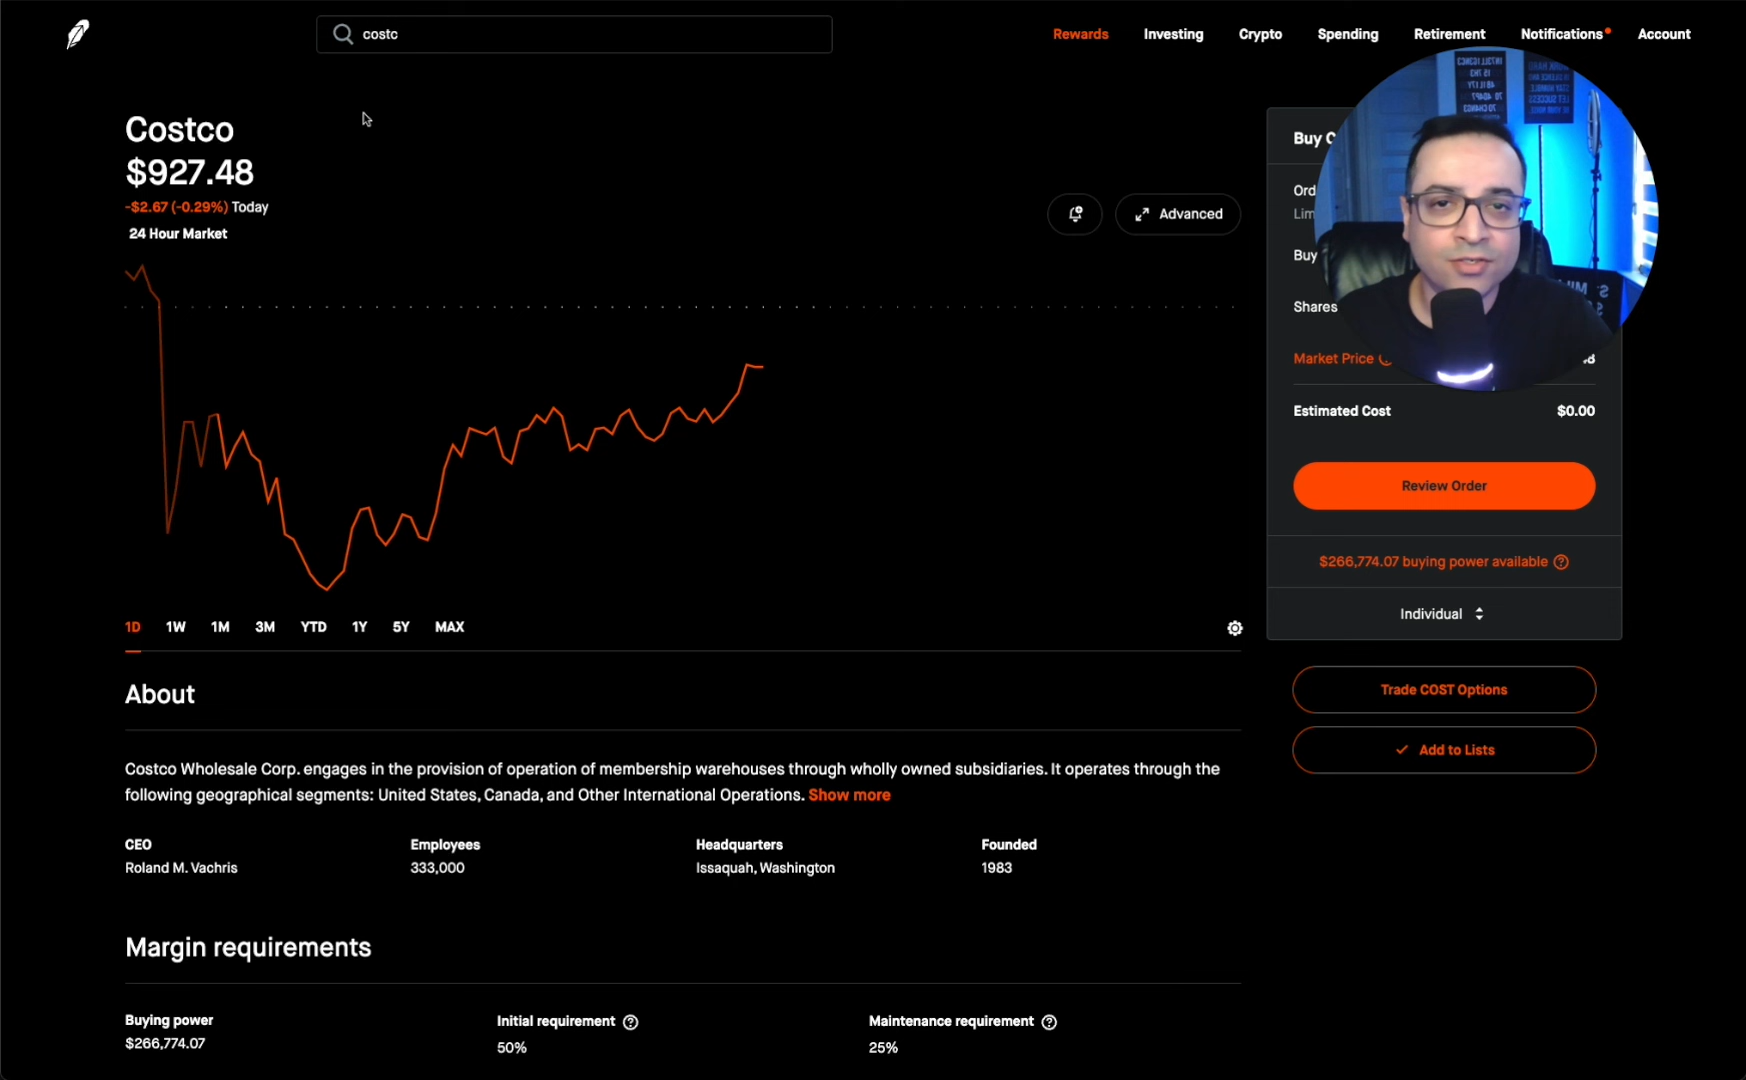 costc
Rewards
Investing
Crypto
Spending
Retirement
Notifications
Account
Costco
$927.48
-$2.67 (-0.29%) Today
24 Hour Market
Advanced
1D
1W
1M
3M
YTD
1Y
5Y
MAX
About
Costco Wholesale Corp. engages in the provision of operation of membership warehouses through wholly owned subsidiaries. It operates through the
following geographical segments: United States, Canada, and Other International Operations. Show more
CEO
Roland M. Vachris
Employees
333,000
Headquarters
Issaquah, Washington
Founded
1983
Margin requirements
Buying power
$266,774.07
Initial requirement
50%
Maintenance requirement
25%
Buy C
Ord
Lim
Buy
Shares
Market Price
8
Estimated Cost
$0.00
Review Order
$266,774.07 buying power available
Individual
Trade COST Options
Add to Lists